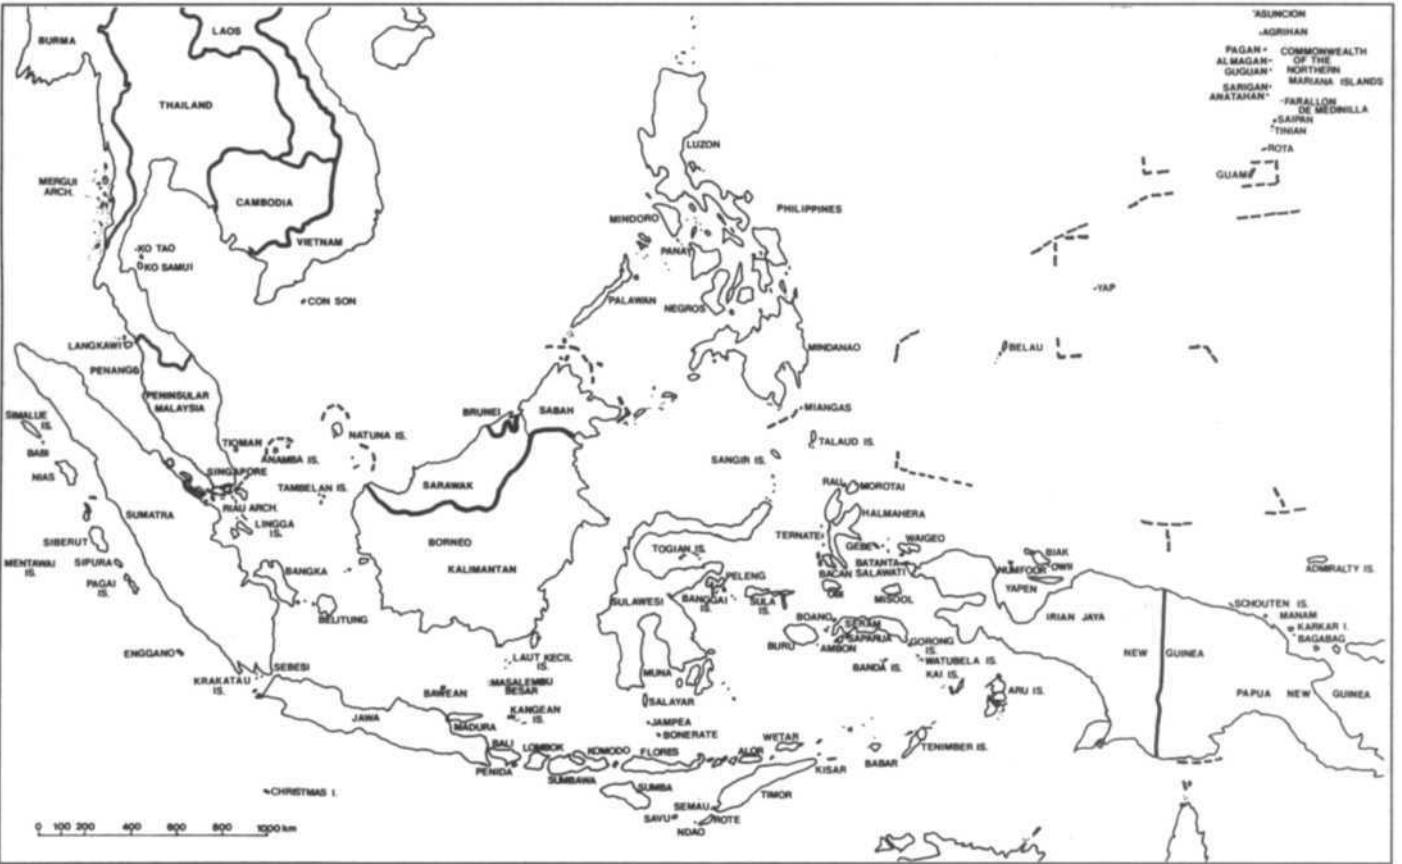 ASUNCION
LAOS
AGRIHAN
BURMA
PAGAN
COMMONWEALTH
ALMAGAN
OF THE
GUGUAN
NORTHERN
MARIANA ISLANDS
SARIGAN
ANATAHAN
THAILAND
FARALLON
DE MEDINILLA
SAIPAN
TINIAN
LUZON
ROTA
GUAM
MERGUI
ARCH.
CAMBODIA
PHILIPPINES
MINDORO
VIETNAM
KO TAO
PANAY
KO SAMUI
YAP
CON SON
PALAWAN
NEGROS
LANGKAWI
BELAU
MINDANAO
PENANG
PENINSULAR
MALAYSIA
MIANGAS
SIMALUE
IS.
BRUNEI
SABAH
NATUNA IS.
TIOMAN
TALAUD IS.
BABI
ANAMBA IS.
SANGIR IS.
NIAS
SINGAPORE
SARAWAK
TAMBELAN IS.
RAU
MOROTAI
RIAU ARCH.
SUMATRA
HALMAHERA
LINGGA
IS.
TERNATE
SIBERUT
BORNEO
TOGIAN IS.
GEBE
WAIGEO
BIAK
MENTAWAI
IS.
SIPURA
BANGKA
KALIMANTAN
PELENG
BATANTA
BACAN
SALAWATI
NUMFOOR
OWII
ADMIRALTY IS.
PAGAI
IS.
SULAWESI
BANGGAI
IS.
SULA
IS.
OBI
MISOOL
YAPEN
SCHOUTEN IS.
BELITUNG
BOANO
SERAM
IRIAN JAYA
MANAM
KARKAR I.
BAGABAG
BURU
AMBON
SAPARUA
GORONG
IS.
NEW
GUINEA
ENGGANO
SEBESI
LAUT KECIL
IS.
BANDA IS.
WATUBELA IS.
KRAKATAU
IS.
MUNA
KAI IS.
MASALEMBU
BESAR
BAWEAN
ARU IS.
PAPUA
NEW
GUINEA
SALAYAR
KANGEAN
IS.
JAWA
MADURA
JAMPEA
BONERATE
WETAR
BALI
LOMBOK
KOMODO
FLORES
ALOR
TENIMBER IS.
PENIDA
SUMBAWA
KISAR
BABAR
CHRISTMAS I.
SUMBA
TIMOR
SEMAU
SAVU
ROTE
NDAO
0 100 200 400 600 800 1000 km